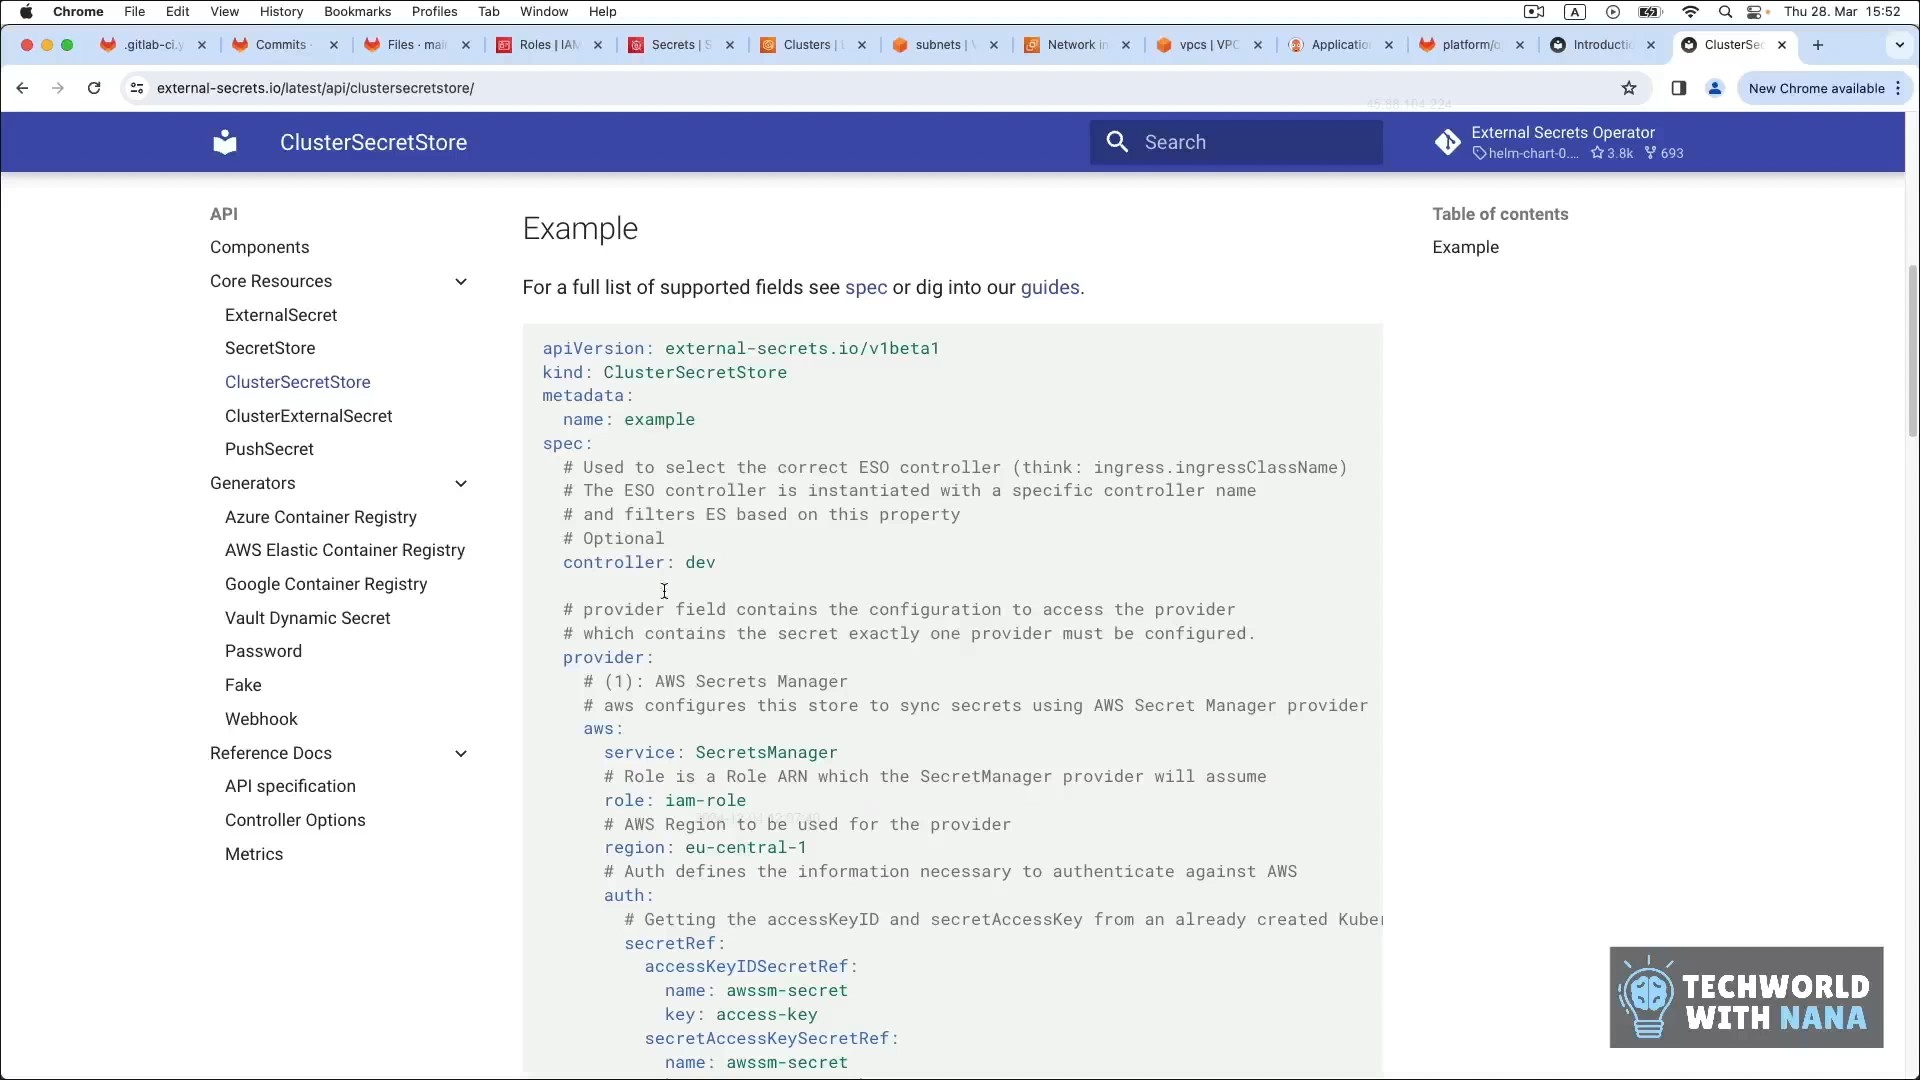 Chrome File Edit View History Bookmarks Profiles Tab Window Help
A
Thu 28. Mar 15:52
.gitlab-ci.y
Commits ·
Files · mai
Roles | IAM
Secrets | S
Clusters | 
subnets | V
Network in
vpcs | VPC
Applicatio
platform/o
Introducti
ClusterSec
external-secrets.io/latest/api/clustersecretstore/
New Chrome available
45.88.104.224
ClusterSecretStore
Search
External Secrets Operator
helm-chart-0.... 3.8k 693
API
Components
Core Resources
ExternalSecret
SecretStore
ClusterSecretStore
ClusterExternalSecret
PushSecret
Generators
Azure Container Registry
AWS Elastic Container Registry
Google Container Registry
Vault Dynamic Secret
Password
Fake
Webhook
Reference Docs
API specification
Controller Options
Metrics
Example
For a full list of supported fields see spec or dig into our guides.
apiVersion: external-secrets.io/v1beta1
kind: ClusterSecretStore
metadata:
name: example
spec:
# Used to select the correct ESO controller (think: ingress.ingressClassName)
# The ESO controller is instantiated with a specific controller name
# and filters ES based on this property
# Optional
controller: dev
# provider field contains the configuration to access the provider
# which contains the secret exactly one provider must be configured.
provider:
# (1): AWS Secrets Manager
# aws configures this store to sync secrets using AWS Secret Manager provider
aws:
service: SecretsManager
# Role is a Role ARN which the SecretManager provider will assume
role: iam-role
# AWS Region to be used for the provider
region: eu-central-1
# Auth defines the information necessary to authenticate against AWS
auth:
# Getting the accessKeyID and secretAccessKey from an already created Kuber
secretRef:
accessKeyIDSecretRef:
name: awssm-secret
key: access-key
secretAccessKeySecretRef:
name: awssm-secret
Table of contents
Example
TECHWORLD
WITH NANA